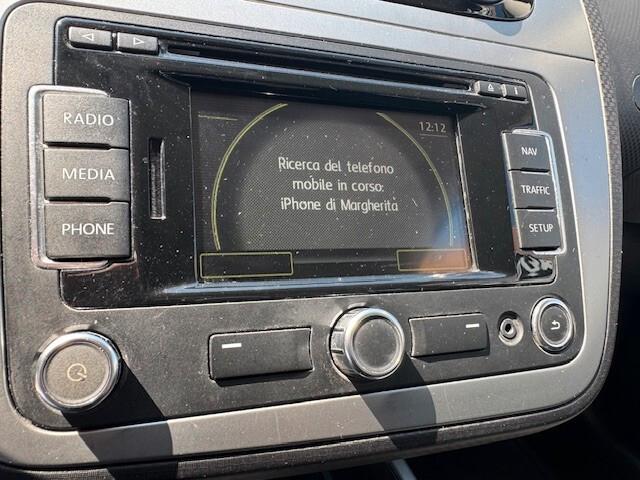 RADIO
MEDIA
PHONE
12:12
Ricerca del telefono
mobile in corso:
iPhone di Margherita
NAV
TRAFFIC
SETUP